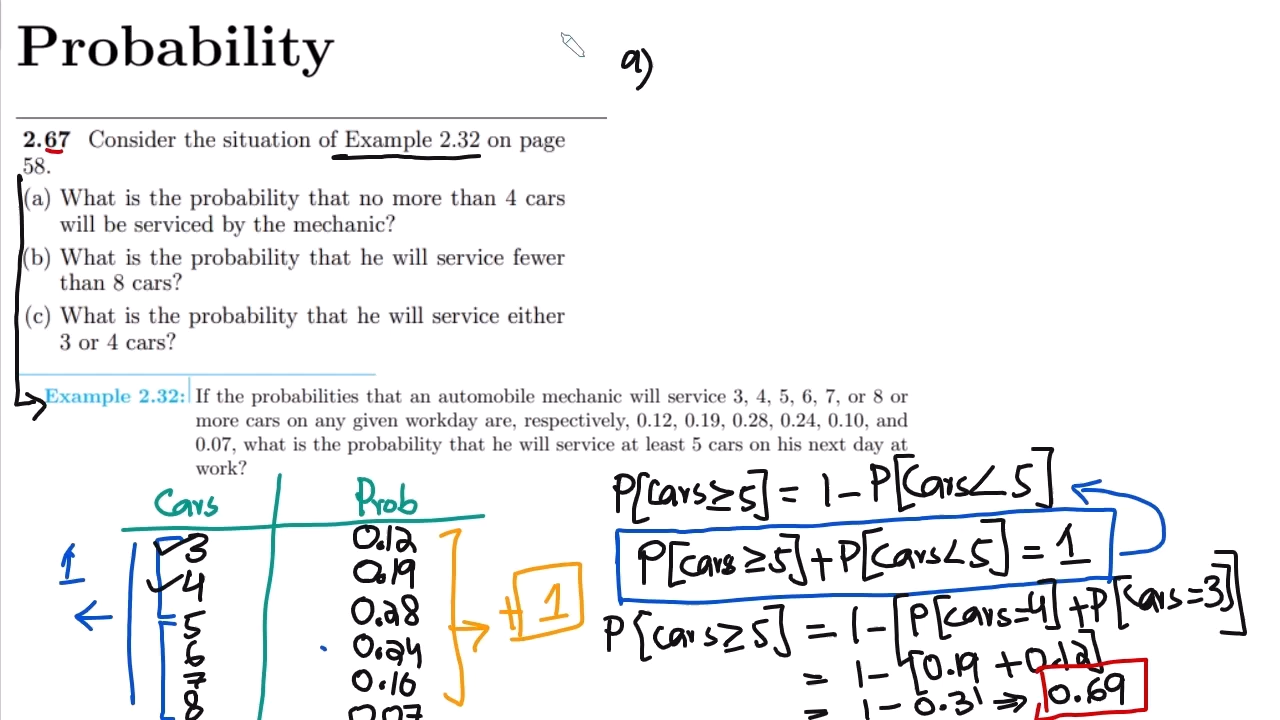 Probability
a)
2.67 Consider the situation of Example 2.32 on page
58.
(a) What is the probability that no more than 4 cars
will be serviced by the mechanic?
(b) What is the probability that he will service fewer
than 8 cars?
(c) What is the probability that he will service either
3 or 4 cars?
Example 2.32: If the probabilities that an automobile mechanic will service 3, 4, 5, 6, 7, or 8 or
more cars on any given workday are, respectively, 0.12, 0.19, 0.28, 0.24, 0.10, and
0.07, what is the probability that he will service at least 5 cars on his next day at
work?
Cars Prob
3 0.12
4 0.19
5 0.28
6 0.24
7 0.10
8 0.07
1
+ 1
P[Cars≥5] = 1-P[Cars<5]
P[Cars≥5]+P[Cars<5] = 1
P[Cars≥5] = 1-[P[Cars=4]+P[Cars=3]]
= 1-[0.19+0.12]
= 1-0.31 ⇒ 0.69